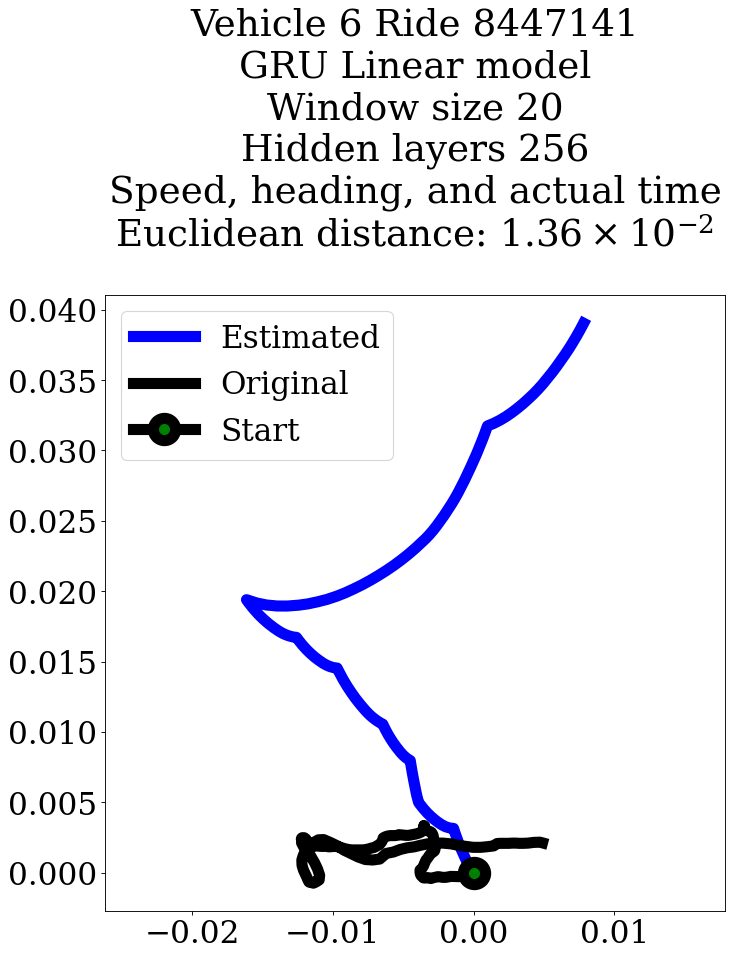 Vehicle 6 Ride 8447141
GRU Linear model
Window size 20
Hidden layers 256
Speed, heading, and actual time
Euclidean distance: 1.36 × 10⁻²
0.040
0.035
0.030
0.025
0.020
0.015
0.010
0.005
0.000
Estimated
Original
Start
−0.02 −0.01 0.00 0.01